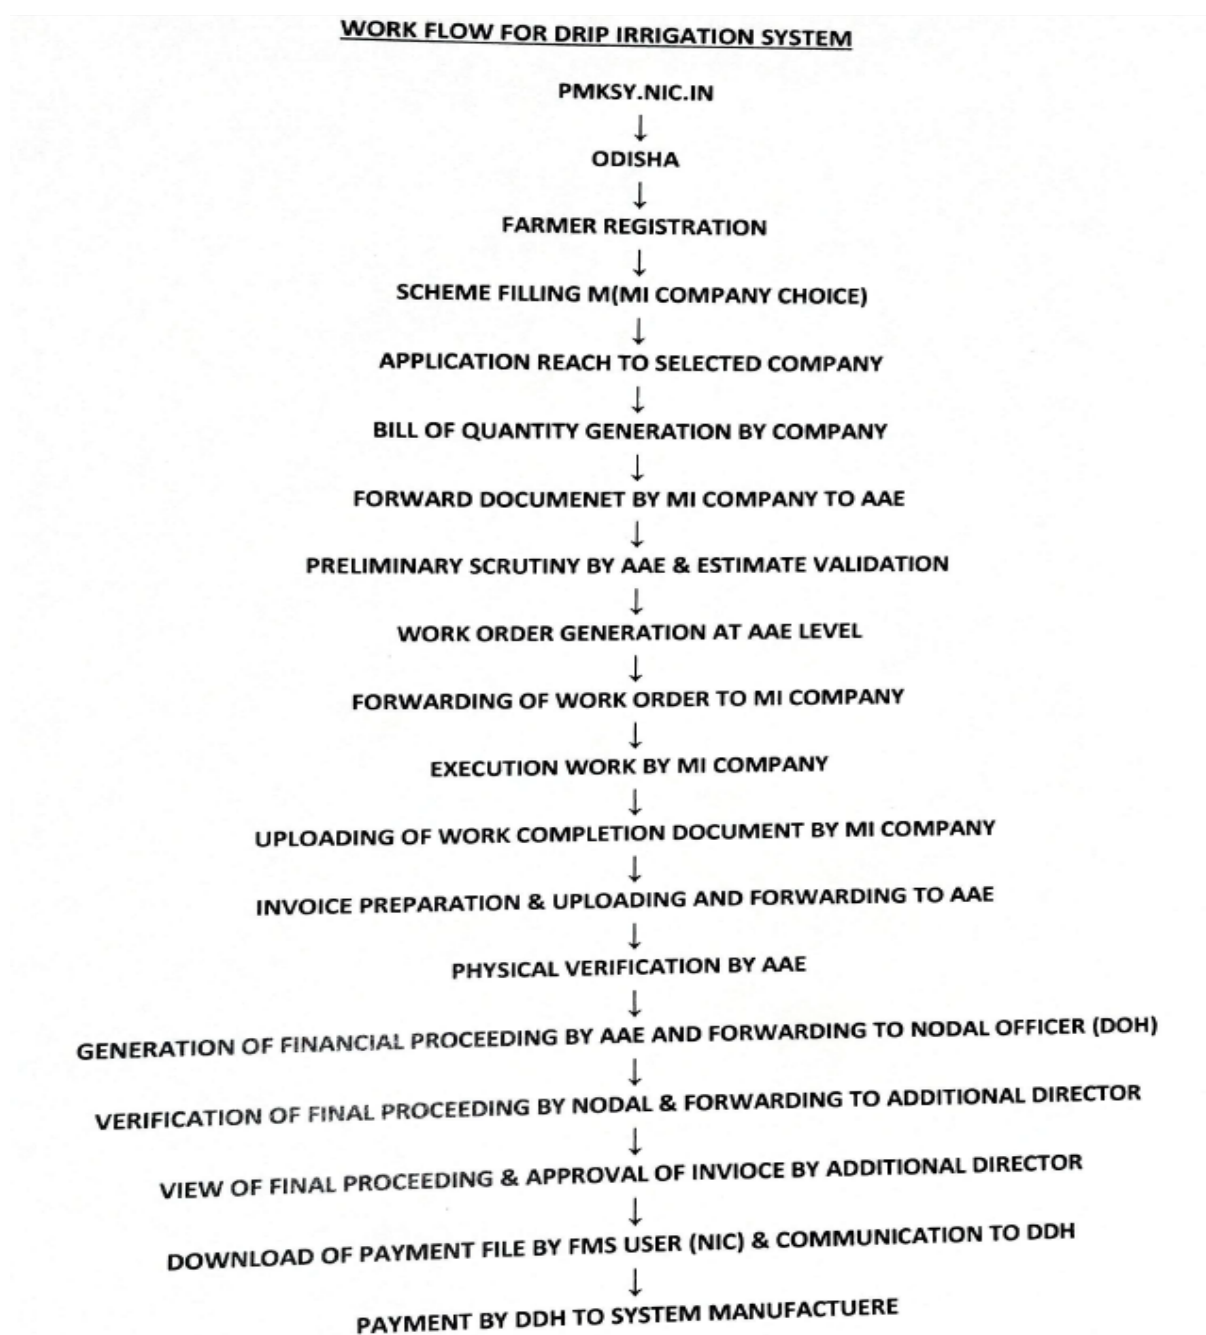 WORK FLOW FOR DRIP IRRIGATION SYSTEM
PMKSY.NIC.IN
ODISHA
FARMER REGISTRATION
SCHEME FILLING M(MI COMPANY CHOICE)
APPLICATION REACH TO SELECTED COMPANY
BILL OF QUANTITY GENERATION BY COMPANY
FORWARD DOCUMENET BY MI COMPANY TO AAE
PRELIMINARY SCRUTINY BY AAE & ESTIMATE VALIDATION
WORK ORDER GENERATION AT AAE LEVEL
FORWARDING OF WORK ORDER TO MI COMPANY
EXECUTION WORK BY MI COMPANY
UPLOADING OF WORK COMPLETION DOCUMENT BY MI COMPANY
INVOICE PREPARATION & UPLOADING AND FORWARDING TO AAE
PHYSICAL VERIFICATION BY AAE
GENERATION OF FINANCIAL PROCEEDING BY AAE AND FORWARDING TO NODAL OFFICER (DOH)
VERIFICATION OF FINAL PROCEEDING BY NODAL & FORWARDING TO ADDITIONAL DIRECTOR
VIEW OF FINAL PROCEEDING & APPROVAL OF INVIOCE BY ADDITIONAL DIRECTOR
DOWNLOAD OF PAYMENT FILE BY FMS USER (NIC) & COMMUNICATION TO DDH
PAYMENT BY DDH TO SYSTEM MANUFACTUERE